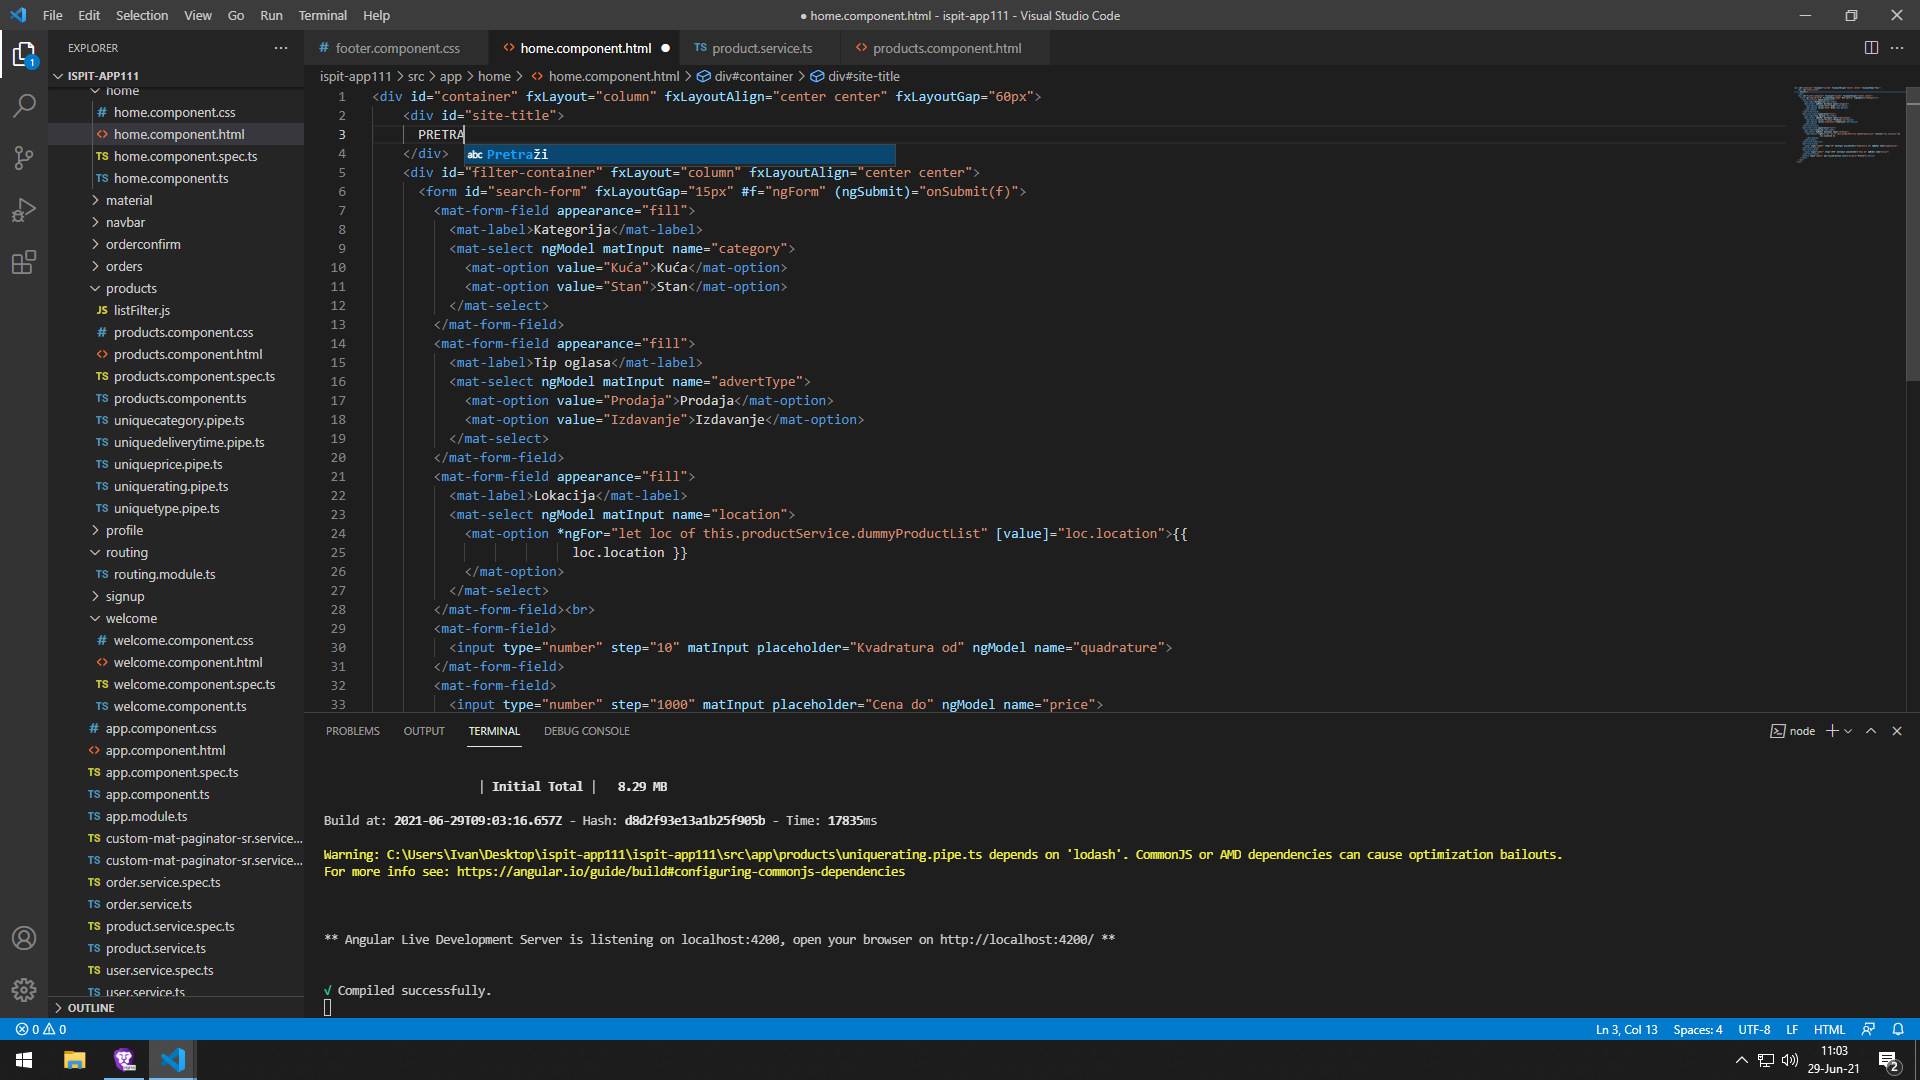 File Edit Selection View Go Run Terminal Help
● home.component.html - ispit-app111 - Visual Studio Code
EXPLORER
1
ISPIT-APP111
home
# home.component.css
<> home.component.html
TS home.component.spec.ts
TS home.component.ts
material
navbar
orderconfirm
orders
products
JS listFilter.js
# products.component.css
<> products.component.html
TS products.component.spec.ts
TS products.component.ts
TS uniquecategory.pipe.ts
TS uniquedeliverytime.pipe.ts
TS uniqueprice.pipe.ts
TS uniquerating.pipe.ts
TS uniquetype.pipe.ts
profile
routing
TS routing.module.ts
signup
welcome
# welcome.component.css
<> welcome.component.html
TS welcome.component.spec.ts
TS welcome.component.ts
# app.component.css
<> app.component.html
TS app.component.spec.ts
TS app.component.ts
TS app.module.ts
TS custom-mat-paginator-sr.service...
TS custom-mat-paginator-sr.service...
TS order.service.spec.ts
TS order.service.ts
TS product.service.spec.ts
TS product.service.ts
TS user.service.spec.ts
TS user.service.ts
OUTLINE
# footer.component.css <> home.component.html ● TS product.service.ts <> products.component.html
ispit-app111 > src > app > home > <> home.component.html > div#container > div#site-title
1 <div id="container" fxLayout="column" fxLayoutAlign="center center" fxLayoutGap="60px">
2 <div id="site-title">
3 PRETRA
abc Pretraži
4 </div>
5 <div id="filter-container" fxLayout="column" fxLayoutAlign="center center">
6 <form id="search-form" fxLayoutGap="15px" #f="ngForm" (ngSubmit)="onSubmit(f)">
7 <mat-form-field appearance="fill">
8 <mat-label>Kategorija</mat-label>
9 <mat-select ngModel matInput name="category">
10 <mat-option value="Kuća">Kuća</mat-option>
11 <mat-option value="Stan">Stan</mat-option>
12 </mat-select>
13 </mat-form-field>
14 <mat-form-field appearance="fill">
15 <mat-label>Tip oglasa</mat-label>
16 <mat-select ngModel matInput name="advertType">
17 <mat-option value="Prodaja">Prodaja</mat-option>
18 <mat-option value="Izdavanje">Izdavanje</mat-option>
19 </mat-select>
20 </mat-form-field>
21 <mat-form-field appearance="fill">
22 <mat-label>Lokacija</mat-label>
23 <mat-select ngModel matInput name="location">
24 <mat-option *ngFor="let loc of this.productService.dummyProductList" [value]="loc.location">{{
25 loc.location }}
26 </mat-option>
27 </mat-select>
28 </mat-form-field><br>
29 <mat-form-field>
30 <input type="number" step="10" matInput placeholder="Kvadratura od" ngModel name="quadrature">
31 </mat-form-field>
32 <mat-form-field>
33 <input type="number" step="1000" matInput placeholder="Cena do" ngModel name="price">
PROBLEMS OUTPUT TERMINAL DEBUG CONSOLE
node
| Initial Total | 8.29 MB
Build at: 2021-06-29T09:03:16.657Z - Hash: d8d2f93e13a1b25f905b - Time: 17835ms
Warning: C:\Users\Ivan\Desktop\ispit-app111\ispit-app111\src\app\products\uniquerating.pipe.ts depends on 'lodash'. CommonJS or AMD dependencies can cause optimization bailouts.
For more info see: https://angular.io/guide/build#configuring-commonjs-dependencies
** Angular Live Development Server is listening on localhost:4200, open your browser on http://localhost:4200/ **
√ Compiled successfully.
0 0
Ln 3, Col 13 Spaces: 4 UTF-8 LF HTML
11:03
29-Jun-21
2